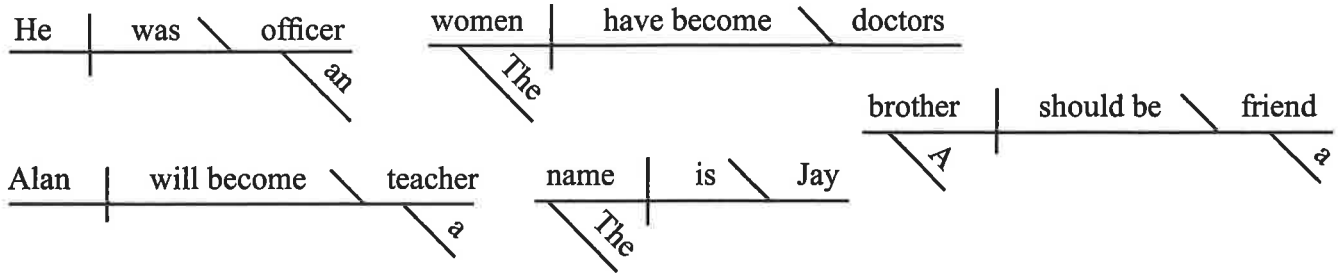 He was officer
an
women have become doctors
The
brother should be friend
A a
Alan will become teacher
a
name is Jay
The